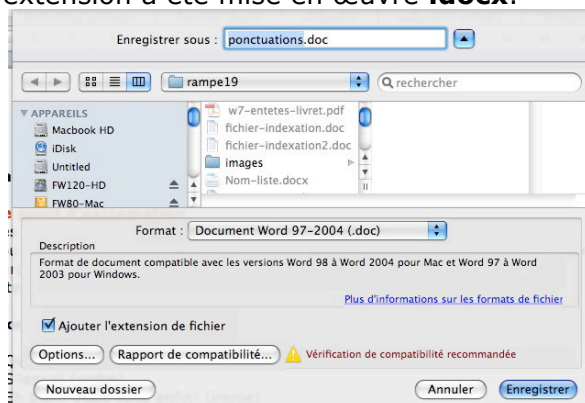 extension a été mise en œuvre .docx.
Enregistrer sous : ponctuations.doc
rampe19
rechercher
APPAREILS
Macbook HD
iDisk
Untitled
FW120-HD
FW80-Mac
w7-entetes-livret.pdf
fichier-indexation.doc
fichier-indexation2.doc
images
Nom-liste.docx
Format : Document Word 97-2004 (.doc)
Description
Format de document compatible avec les versions Word 98 à Word 2004 pour Mac et Word 97 à Word
2003 pour Windows.
Plus d'informations sur les formats de fichier
Ajouter l'extension de fichier
Options... Rapport de compatibilité... Vérification de compatibilité recommandée
Nouveau dossier Annuler Enregistrer